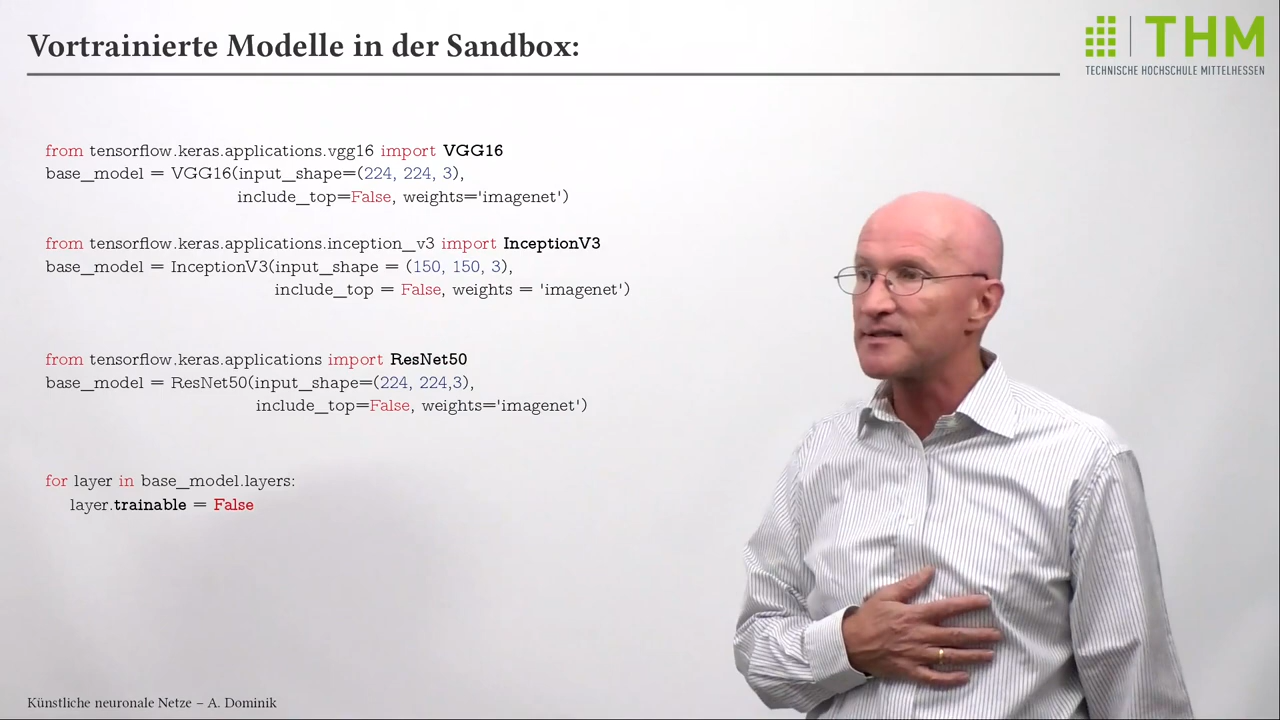 Vortrainierte Modelle in der Sandbox:
THM
TECHNISCHE HOCHSCHULE MITTELHESSEN
from tensorflow.keras.applications.vgg16 import VGG16
base_model = VGG16(input_shape=(224, 224, 3),
include_top=False, weights='imagenet')
from tensorflow.keras.applications.inception_v3 import InceptionV3
base_model = InceptionV3(input_shape = (150, 150, 3),
include_top = False, weights = 'imagenet')
from tensorflow.keras.applications import ResNet50
base_model = ResNet50(input_shape=(224, 224,3),
include_top=False, weights='imagenet')
for layer in base_model.layers:
layer.trainable = False
Künstliche neuronale Netze – A. Dominik